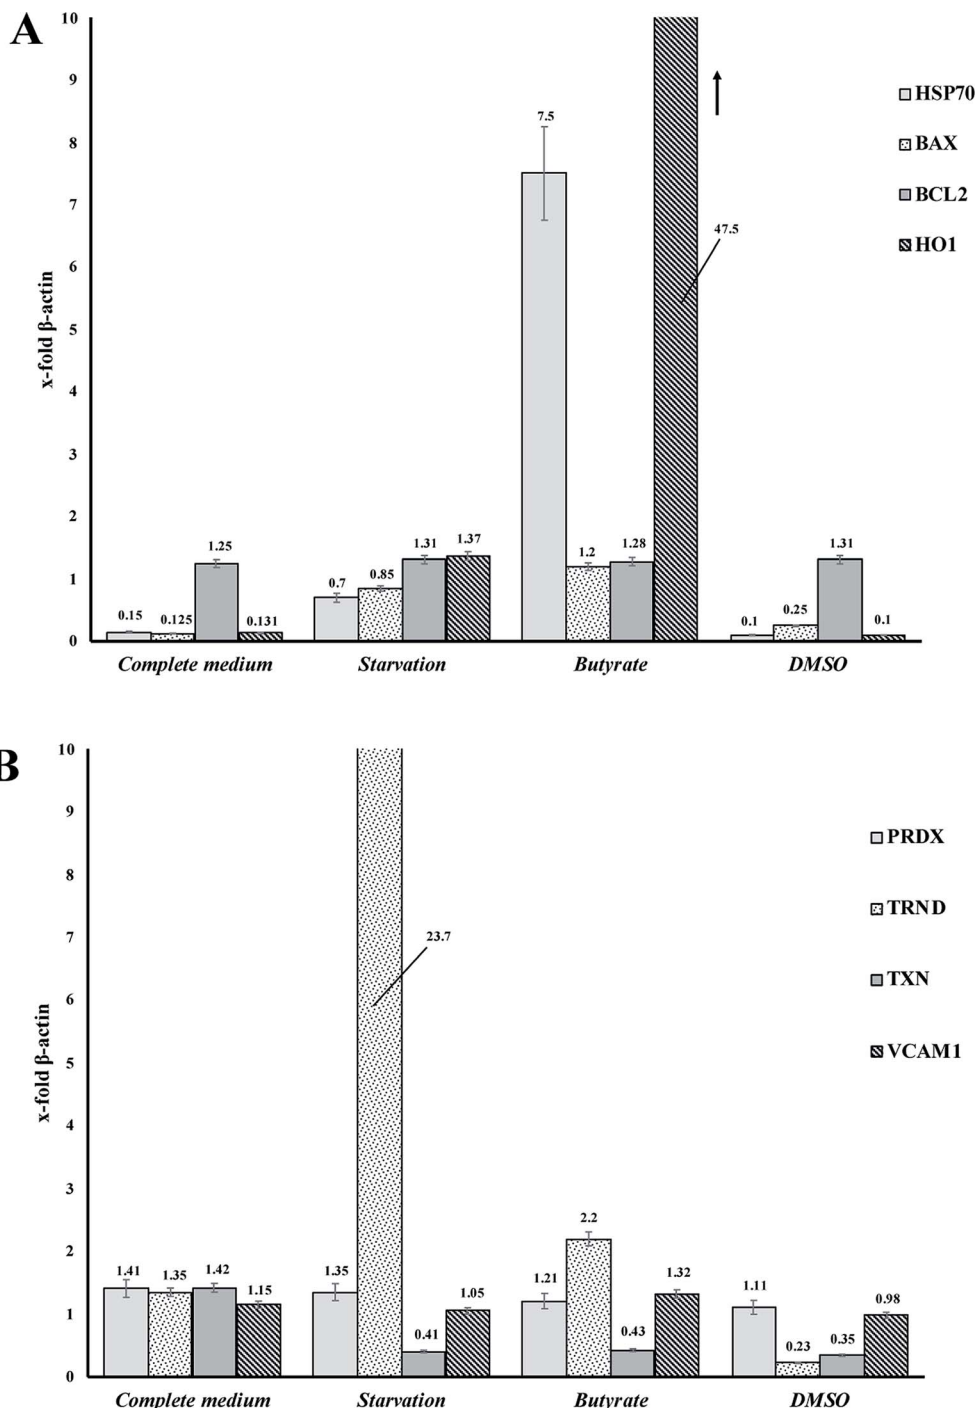 A
10
9
8
7
6
5
4
3
2
1
0
x-fold β-actin
0.15
0.125
1.25
0.131
0.7
0.85
1.31
1.37
7.5
1.2
1.28
47.5
0.1
0.25
1.31
0.1
Complete medium
Starvation
Butyrate
DMSO
HSP70
BAX
BCL2
HO1
B
10
9
8
7
6
5
4
3
2
1
0
x-fold β-actin
1.41
1.35
1.42
1.15
1.35
23.7
0.41
1.05
1.21
2.2
0.43
1.32
1.11
0.23
0.35
0.98
Complete medium
Starvation
Butyrate
DMSO
PRDX
TRND
TXN
VCAM1